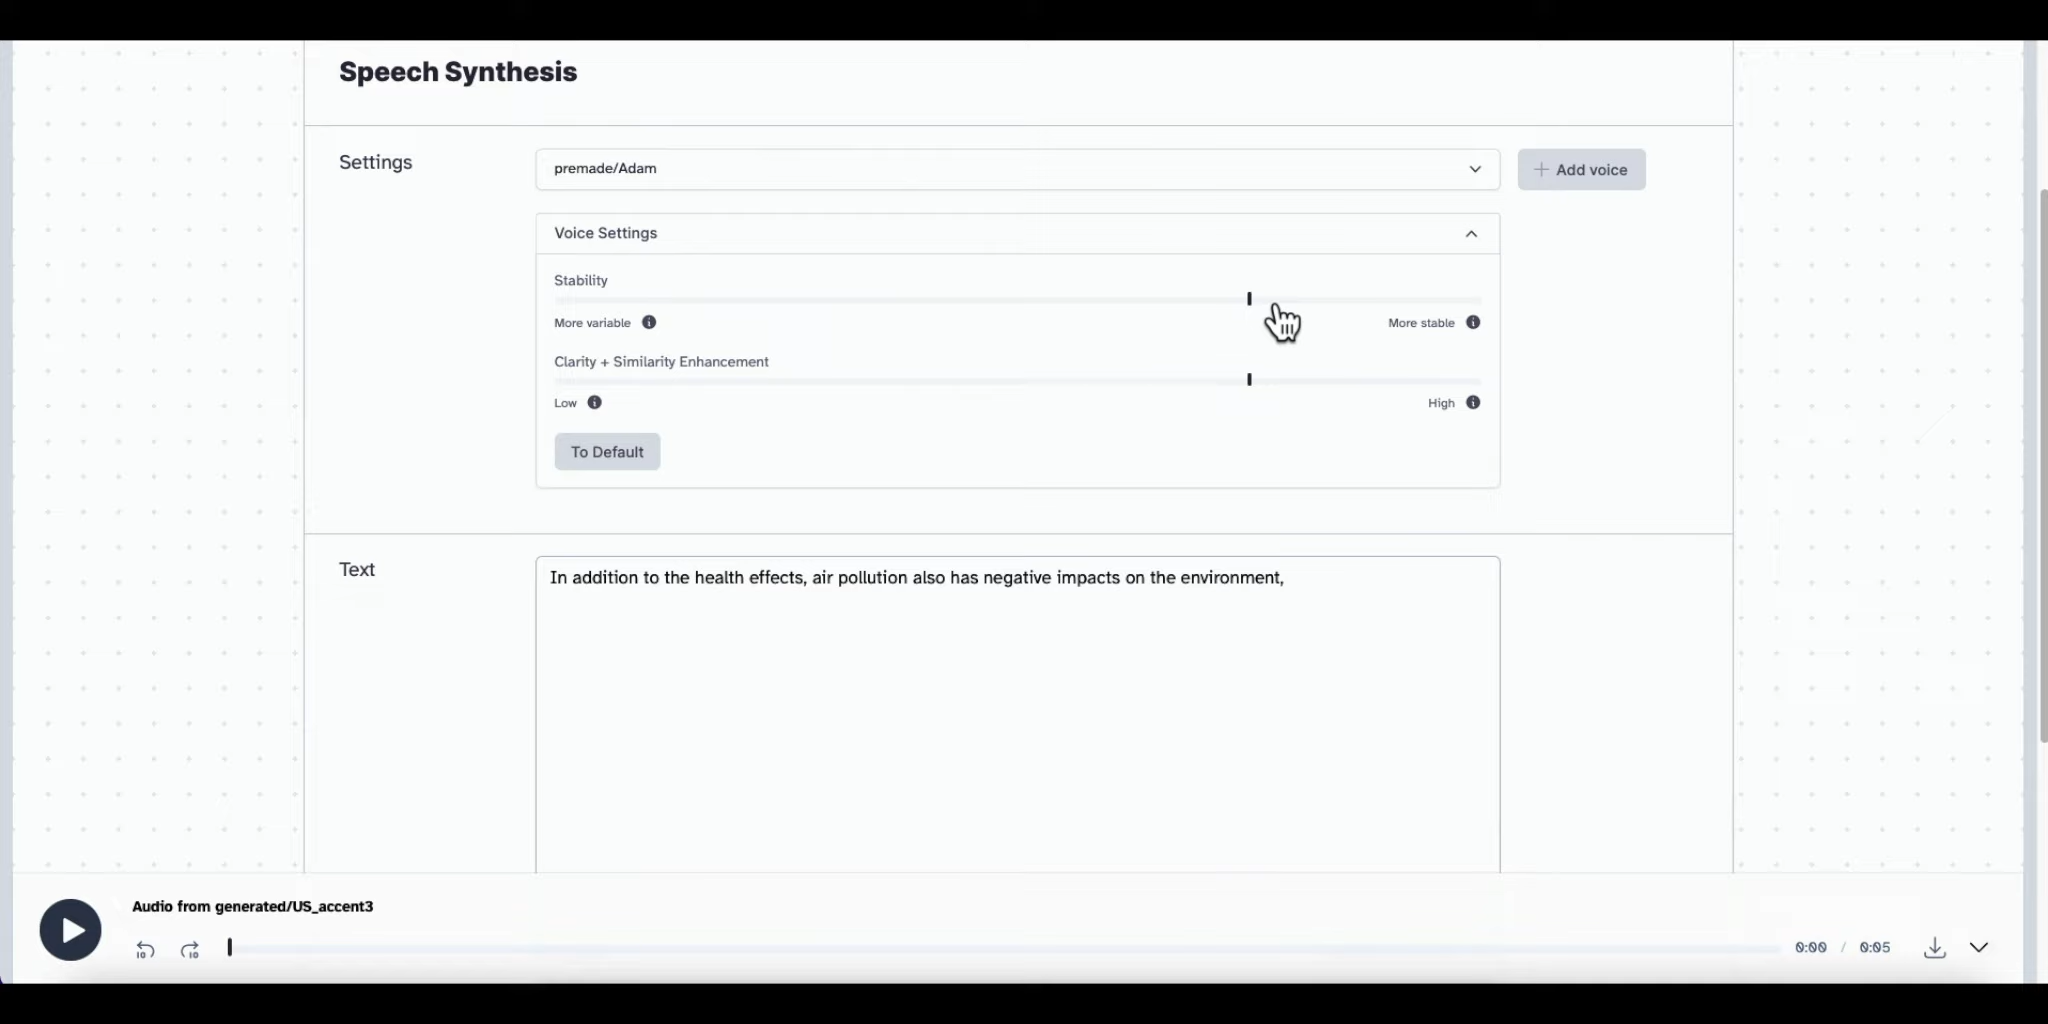 Speech Synthesis
Settings
premade/Adam
Add voice
Voice Settings
Stability
More variable
More stable
Clarity + Similarity Enhancement
Low
High
To Default
Text
In addition to the health effects, air pollution also has negative impacts on the environment,
Audio from generated/US_accent3
10
10
0:00 / 0:05